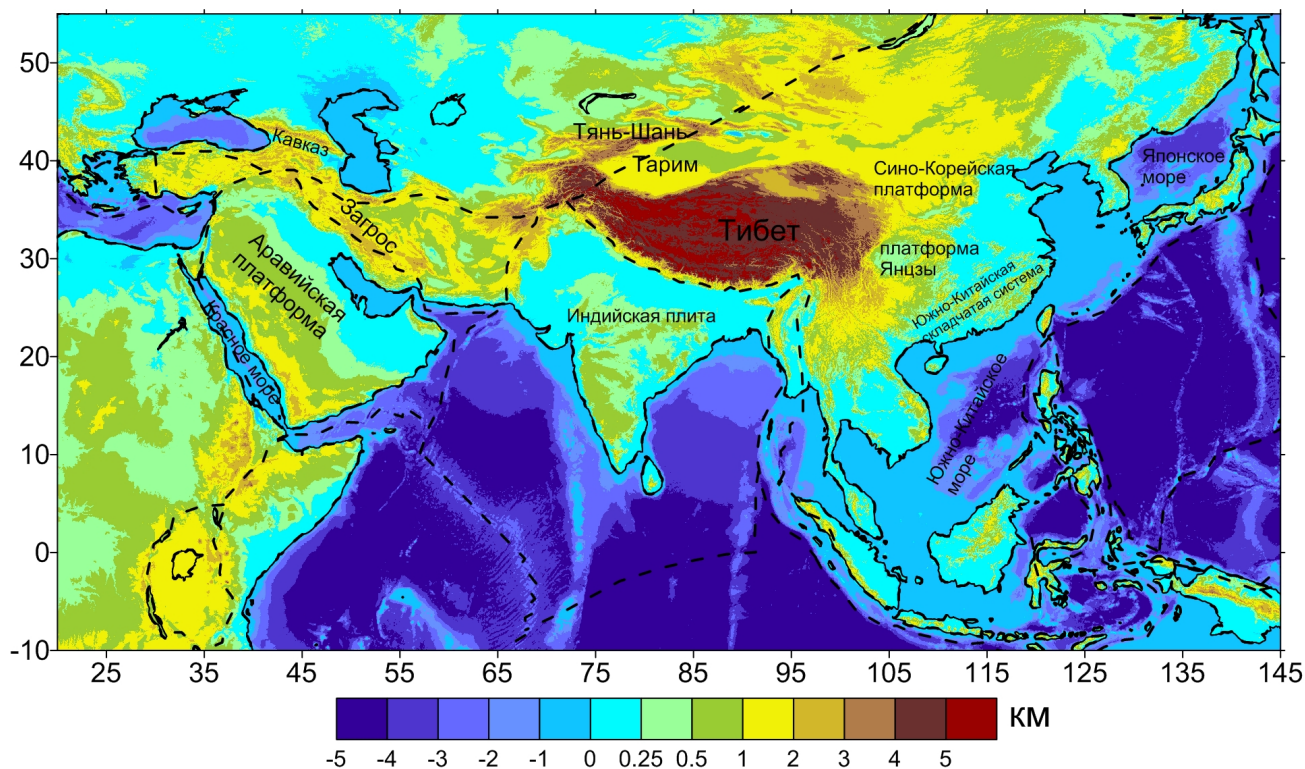 50
40
30
20
10
0
-10
Кавказ
Тянь-Шань
Тарим
Сино-Корейская
платформа
Японское
море
Загрос
Тибет
Аравийская
платформа
платформа
Янцзы
Южно-Китайская
складчатая система
Индийская плита
Красное море
Южно-Китайское
море
25 35 45 55 65 75 85 95 105 115 125 135 145
-5 -4 -3 -2 -1 0 0.25 0.5 1 2 3 4 5
км